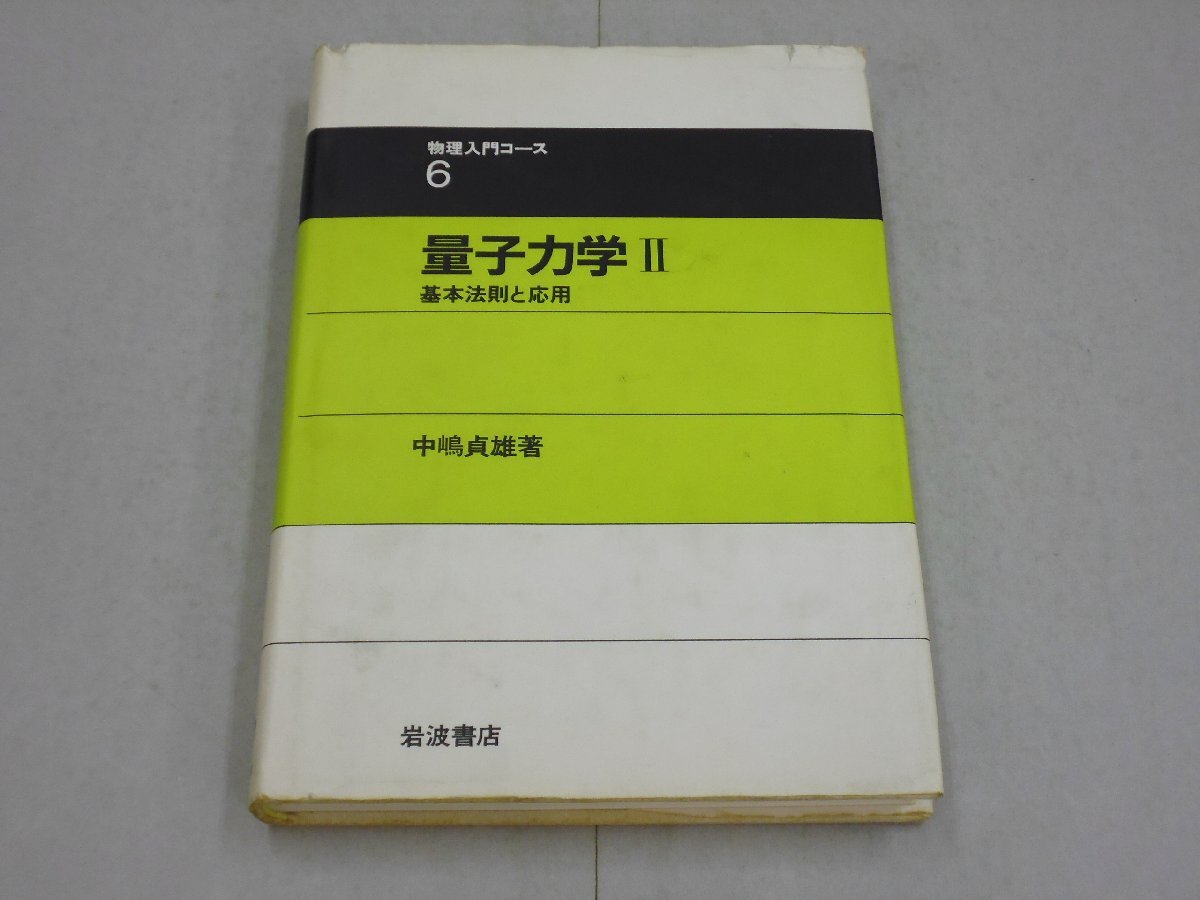 物理入門コース
6
量子力学 II
基本法則と応用
中嶋貞雄著
岩波書店